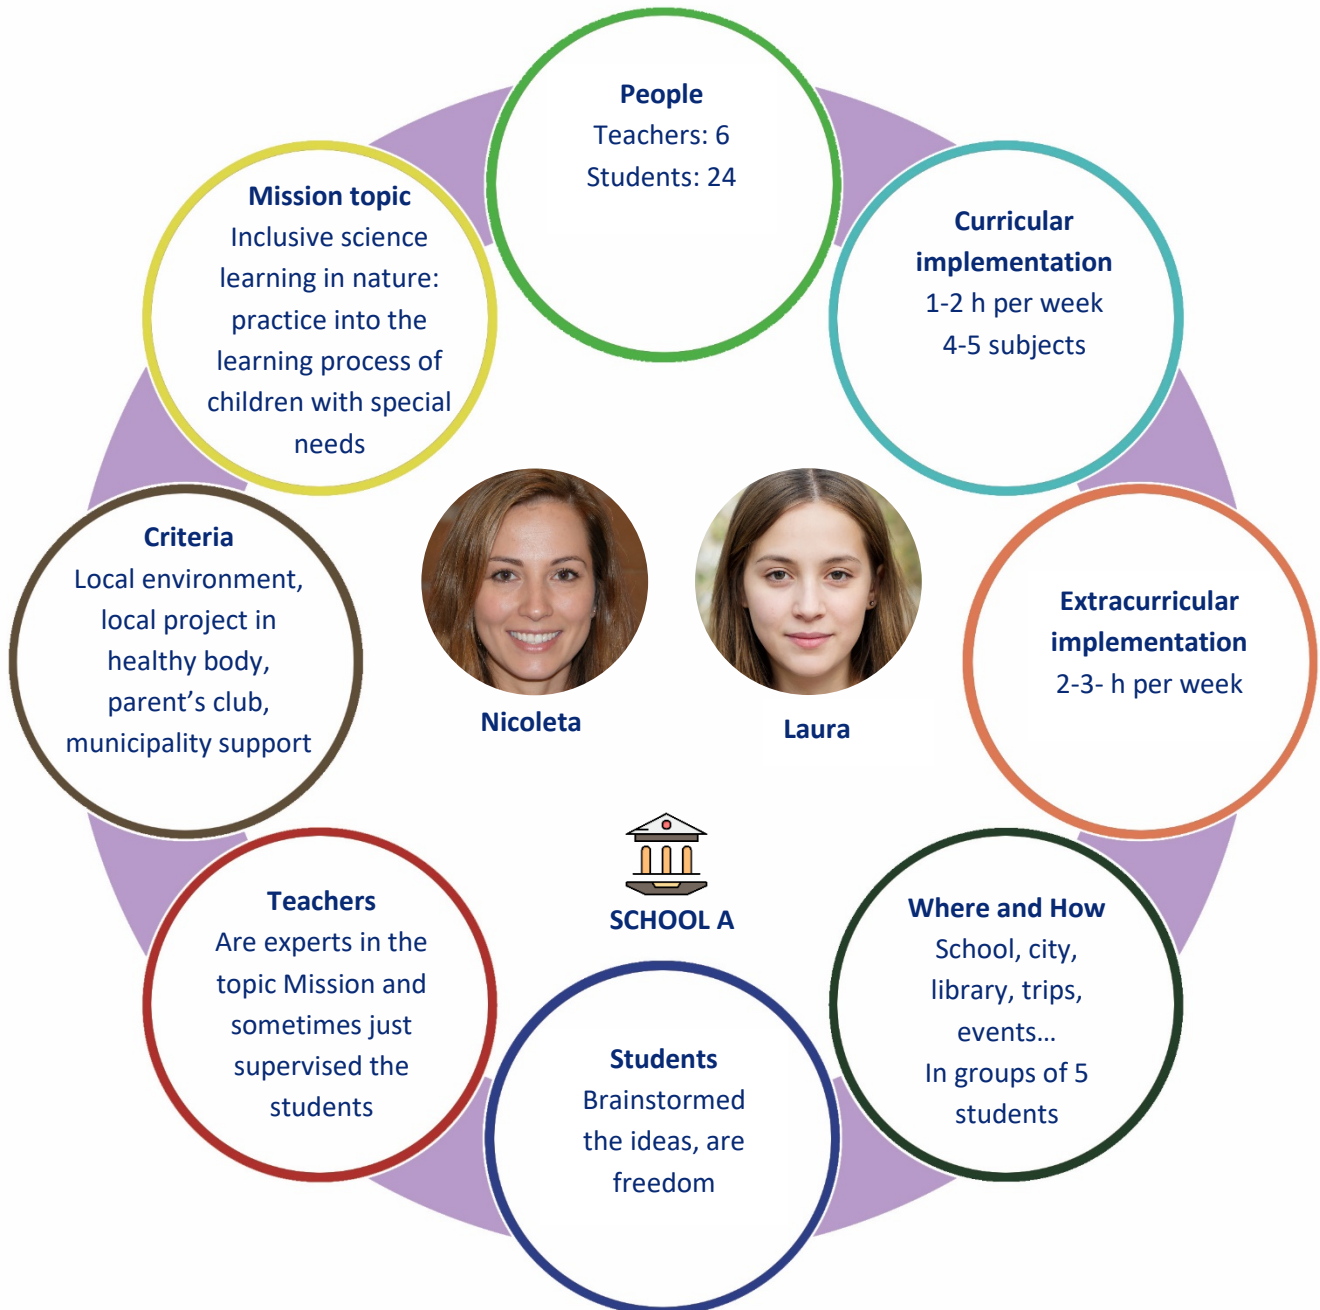 People
Teachers: 6
Students: 24
Curricular
implementation
1-2 h per week
4-5 subjects
Extracurricular
implementation
2-3- h per week
Where and How
School, city,
library, trips,
events...
In groups of 5
students
Students
Brainstormed
the ideas, are
freedom
Teachers
Are experts in the
topic Mission and
sometimes just
supervised the
students
Criteria
Local environment,
local project in
healthy body,
parent’s club,
municipality support
Mission topic
Inclusive science
learning in nature:
practice into the
learning process of
children with special
needs
Nicoleta
Laura
SCHOOL A